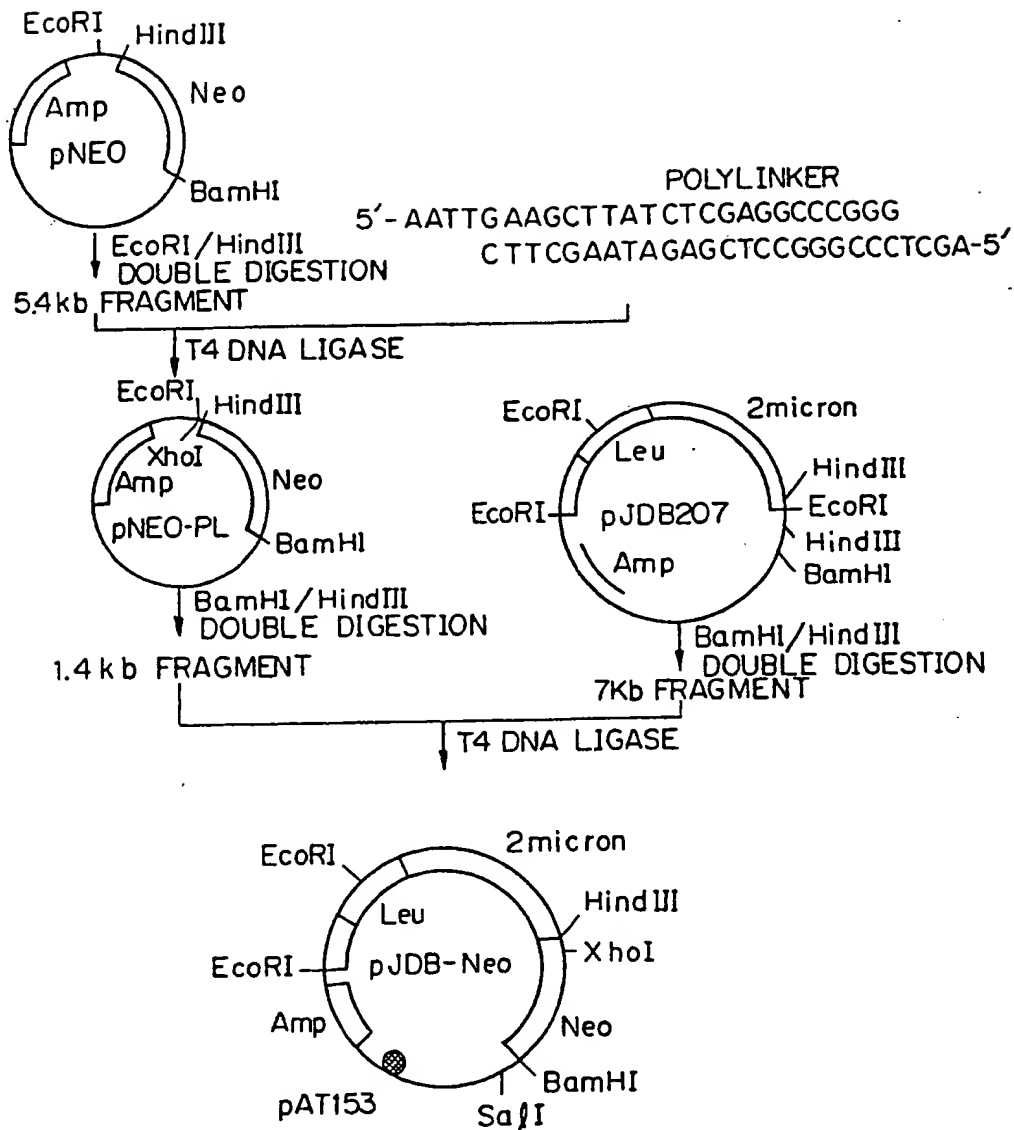 EcoRI
HindIII
Amp
Neo
pNEO
BamHI
EcoRI/HindIII
DOUBLE DIGESTION
5.4kb FRAGMENT
POLYLINKER
5′- AATTGAAGCTTATCTCGAGGCCCGGG
CTTCGAATAGAGCTCCGGGCCCTCGA-5′
T4 DNA LIGASE
EcoRI
HindIII
XhoI
Amp
Neo
pNEO-PL
BamHI
BamHI/HindIII
DOUBLE DIGESTION
1.4kb FRAGMENT
EcoRI
2micron
Leu
HindIII
EcoRI
pJDB207
EcoRI
HindIII
Amp
BamHI
BamHI/HindIII
DOUBLE DIGESTION
7Kb FRAGMENT
T4 DNA LIGASE
2micron
EcoRI
HindIII
Leu
XhoI
EcoRI
pJDB-Neo
Amp
Neo
BamHI
pAT153
SalI